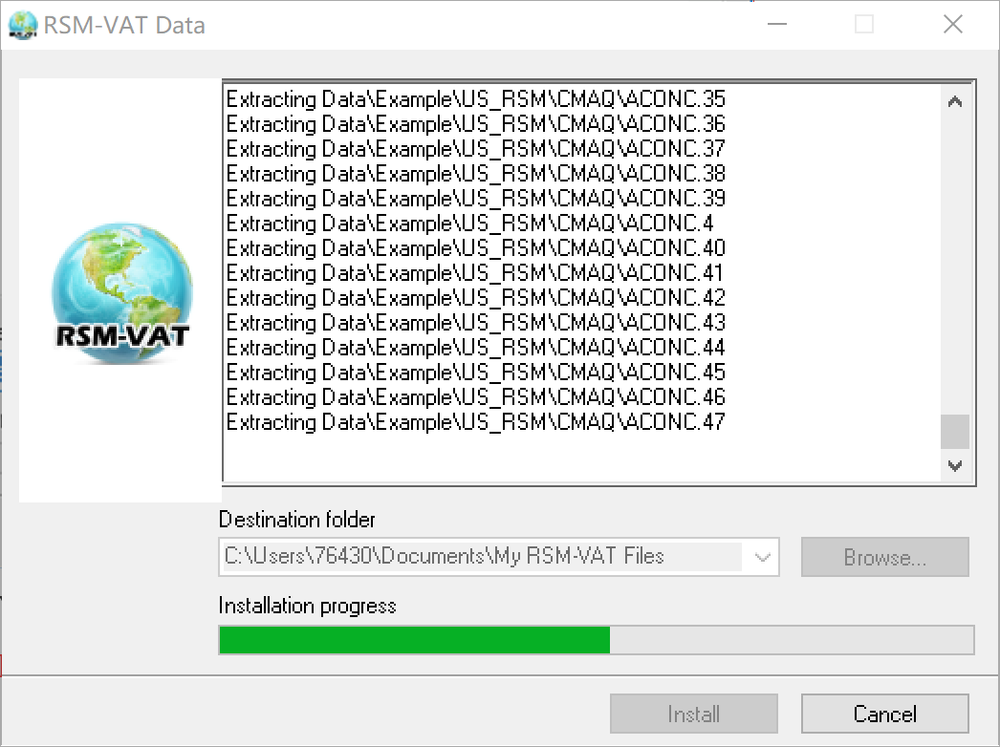 RSM-VAT Data
Extracting Data\Example\US_RSM\CMAQ\ACONC.35
Extracting Data\Example\US_RSM\CMAQ\ACONC.36
Extracting Data\Example\US_RSM\CMAQ\ACONC.37
Extracting Data\Example\US_RSM\CMAQ\ACONC.38
Extracting Data\Example\US_RSM\CMAQ\ACONC.39
Extracting Data\Example\US_RSM\CMAQ\ACONC.4
Extracting Data\Example\US_RSM\CMAQ\ACONC.40
Extracting Data\Example\US_RSM\CMAQ\ACONC.41
Extracting Data\Example\US_RSM\CMAQ\ACONC.42
Extracting Data\Example\US_RSM\CMAQ\ACONC.43
Extracting Data\Example\US_RSM\CMAQ\ACONC.44
Extracting Data\Example\US_RSM\CMAQ\ACONC.45
Extracting Data\Example\US_RSM\CMAQ\ACONC.46
Extracting Data\Example\US_RSM\CMAQ\ACONC.47
RSM-VAT
Destination folder
C:\Users\76430\Documents\My RSM-VAT Files
Browse...
Installation progress
Install
Cancel